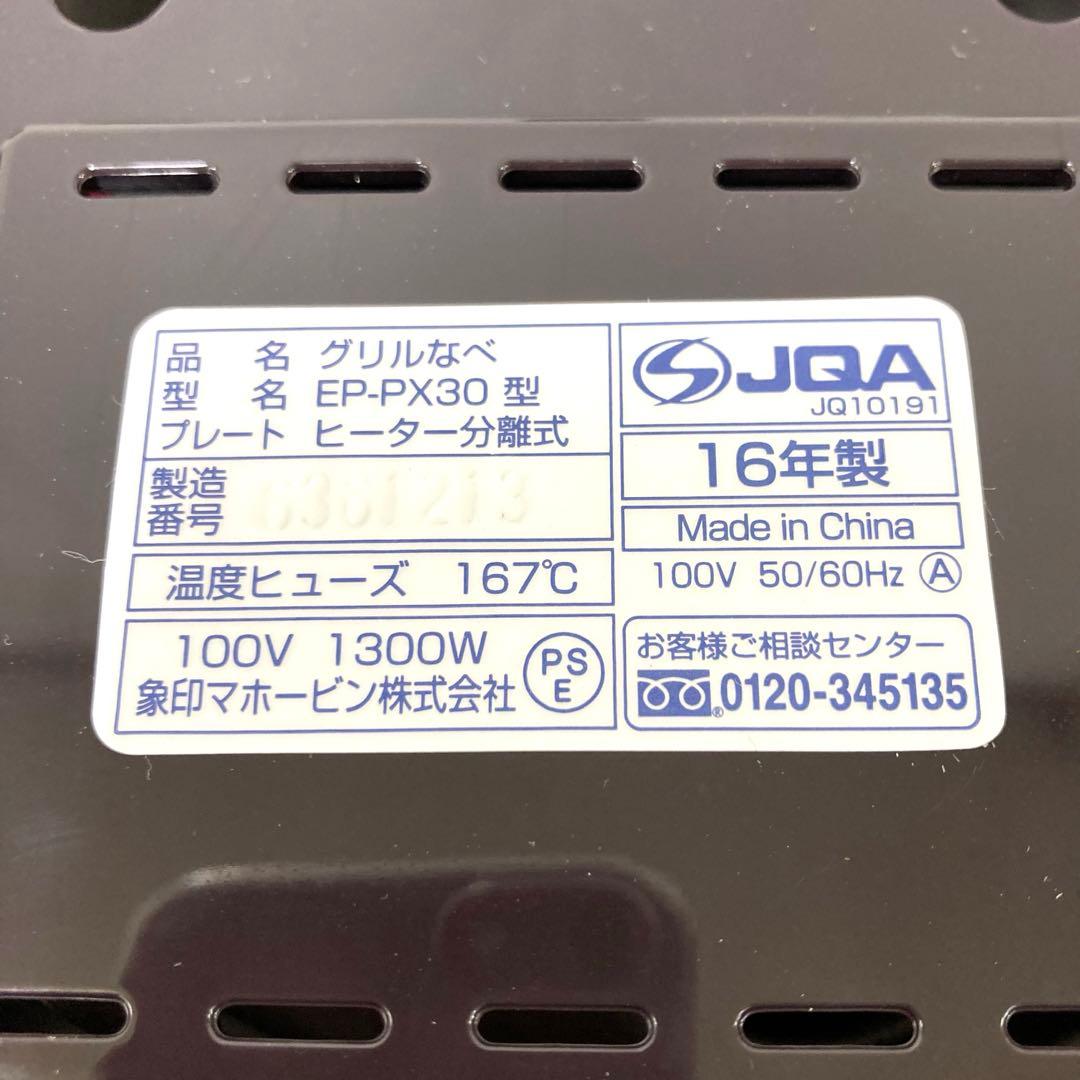 品名 グリルなべ
型名 EP-PX30 型
プレート ヒーター分離式
製造
番号
温度ヒューズ 167℃
100V 1300W
象印マホービン株式会社
PS
E
JQA
JQ10191
16年製
Made in China
100V 50/60Hz Ⓐ
お客様ご相談センター
0120-345135